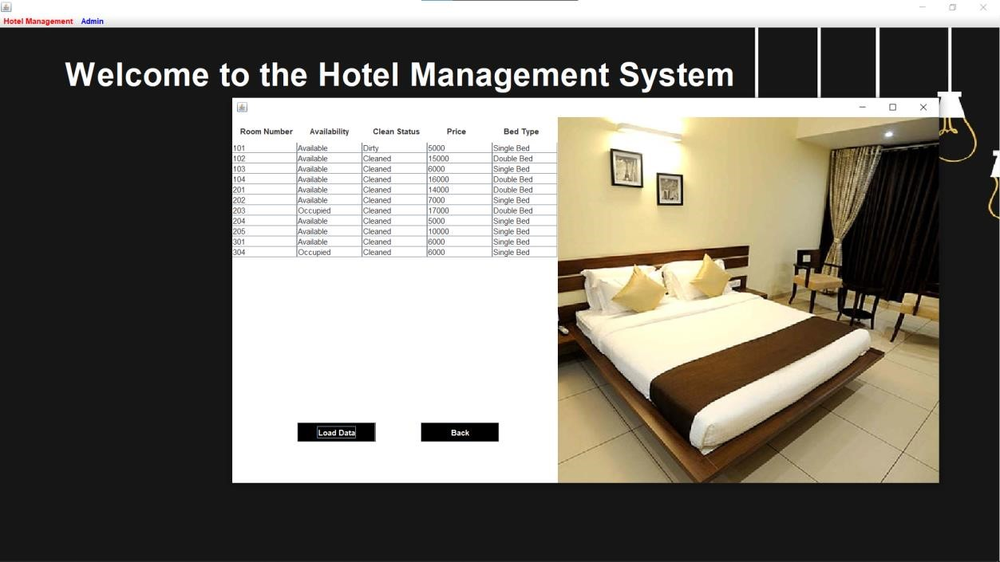 Hotel Management Admin
Welcome to the Hotel Management System
Room Number Availability Clean Status Price Bed Type
101 Available Dirty 5000 Single Bed
102 Available Cleaned 15000 Double Bed
103 Available Cleaned 6000 Single Bed
104 Available Cleaned 16000 Double Bed
201 Available Cleaned 14000 Double Bed
202 Available Cleaned 7000 Single Bed
203 Occupied Cleaned 17000 Double Bed
204 Available Cleaned 5000 Single Bed
205 Available Cleaned 10000 Single Bed
301 Available Cleaned 6000 Single Bed
304 Occupied Cleaned 6000 Single Bed
Load Data Back